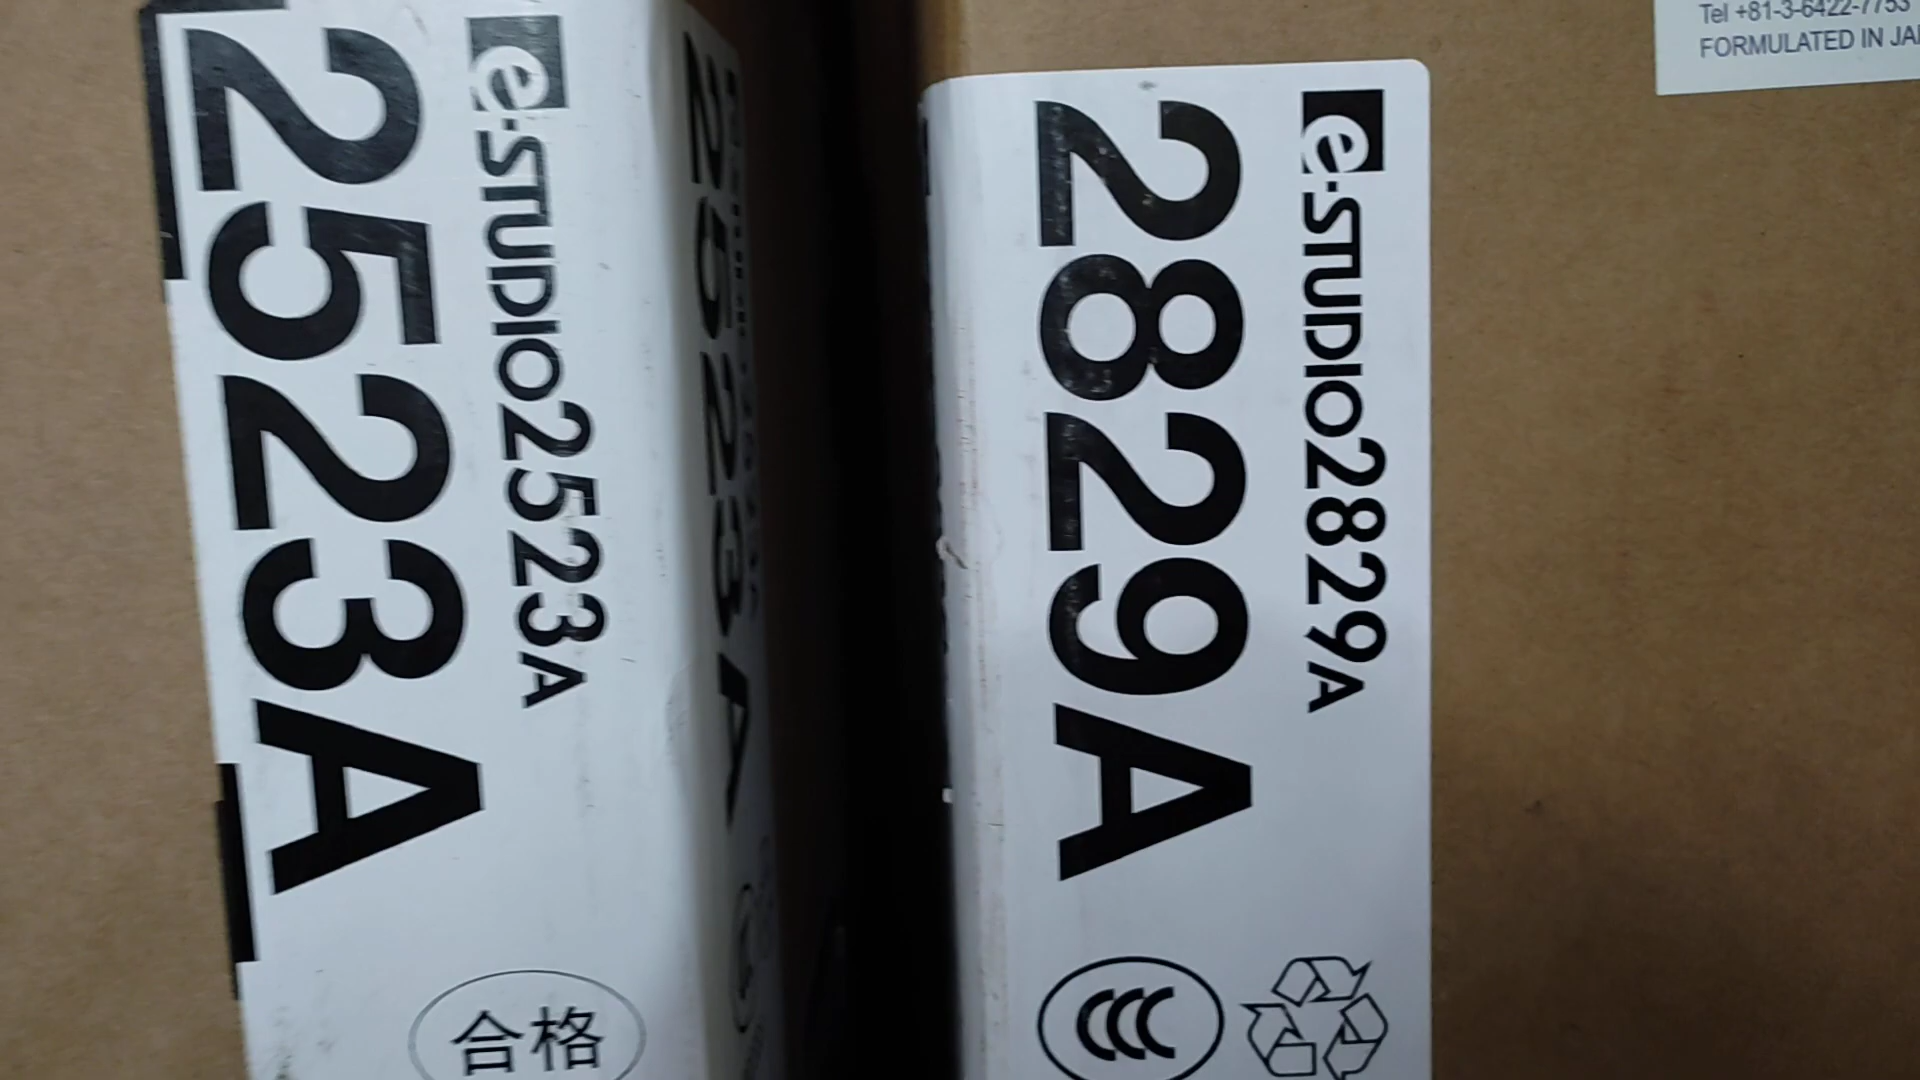 e-STUDIO2523A
2523A
合格
2523A
e-STUDIO2829A
2829A
CCC
Tel +81-3-6422-7753
FORMULATED IN JA